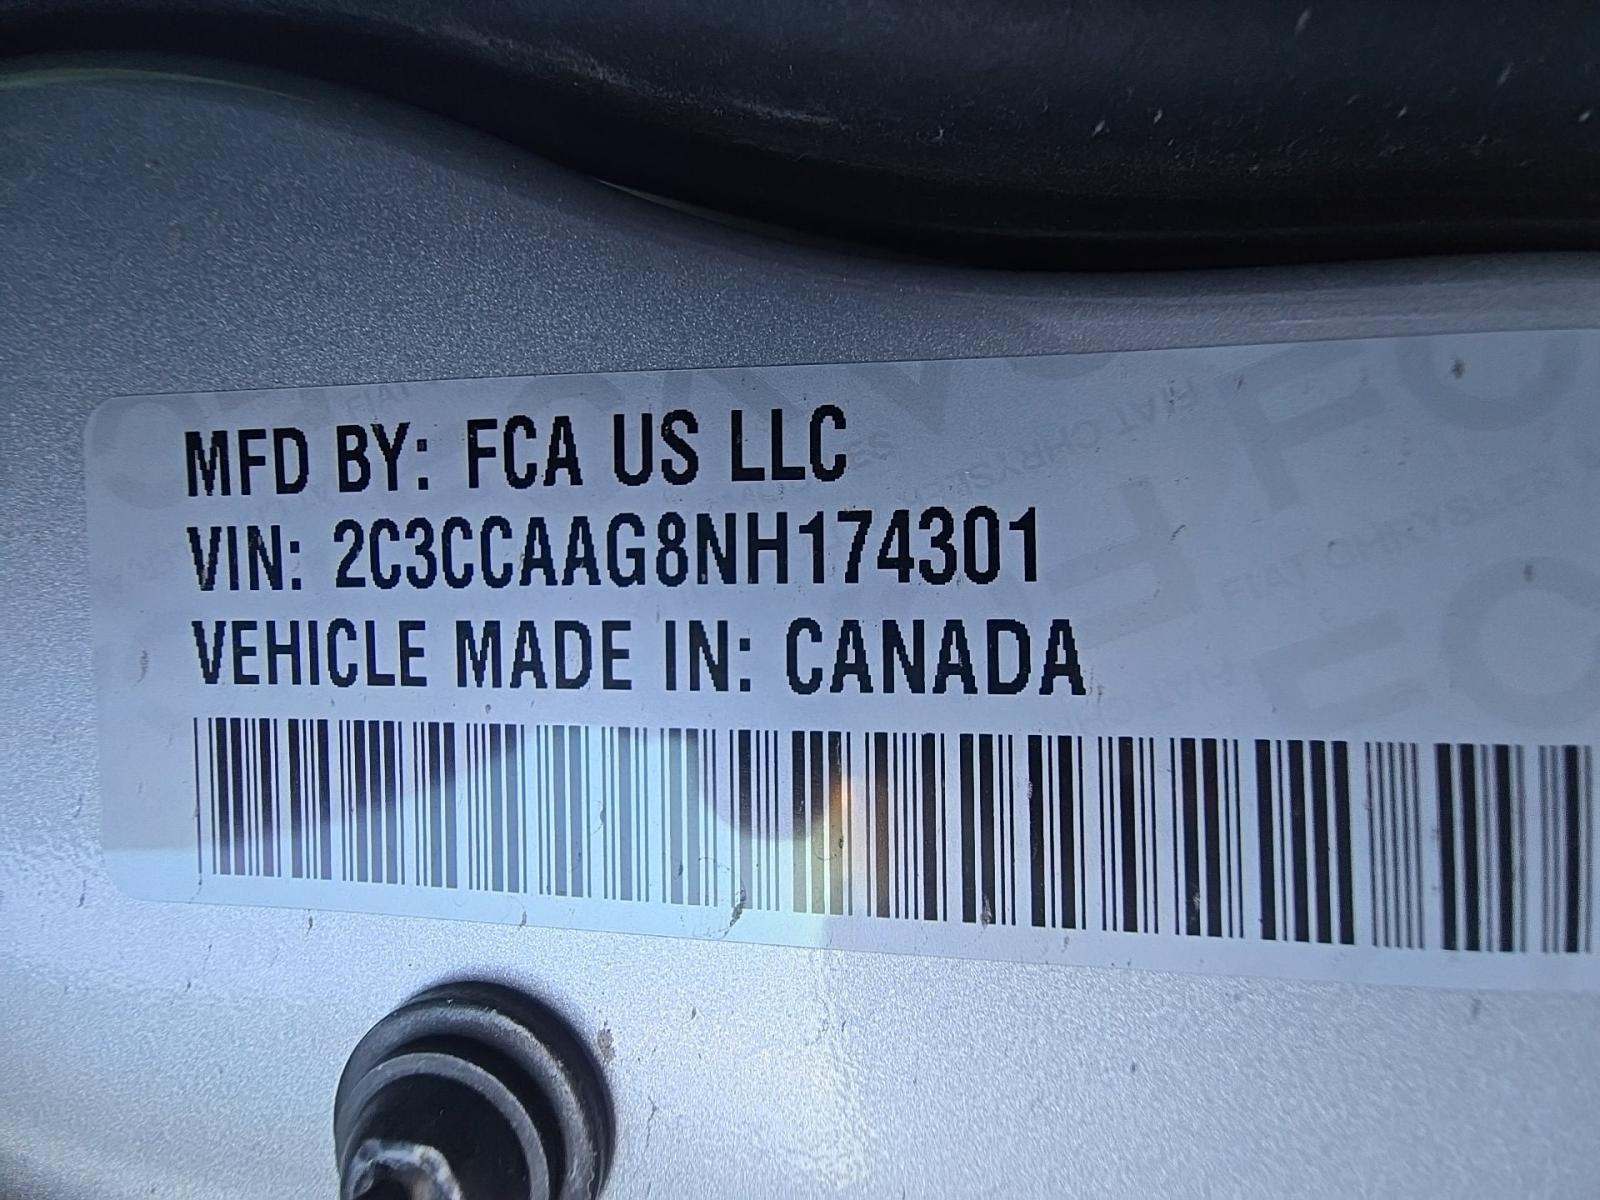 MFD BY: FCA US LLC
VIN: 2C3CCAAG8NH174301
VEHICLE MADE IN: CANADA